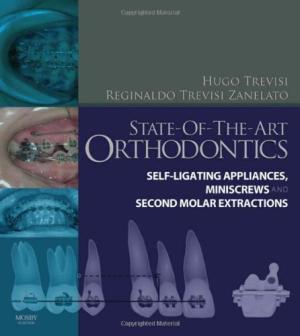 HUGO TREVISI
REGINALDO TREVISI ZANELATO
STATE-OF-THE-ART
ORTHODONTICS
SELF-LIGATING APPLIANCES,
MINISCREWS AND
SECOND MOLAR EXTRACTIONS
MOSBY
ELSEVIER